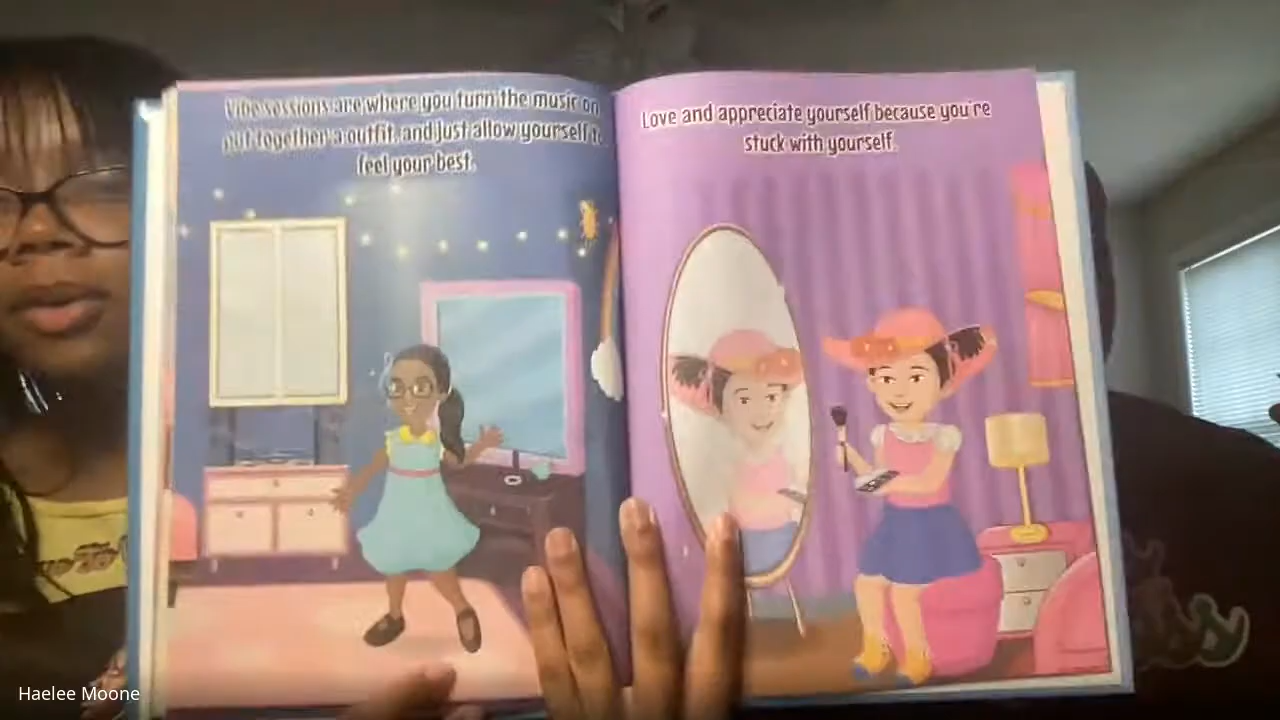 Vibe sessions are where you turn the music on
put together a outfit, and just allow yourself to
feel your best.
Love and appreciate yourself because you're
stuck with yourself.
Haelee Moone